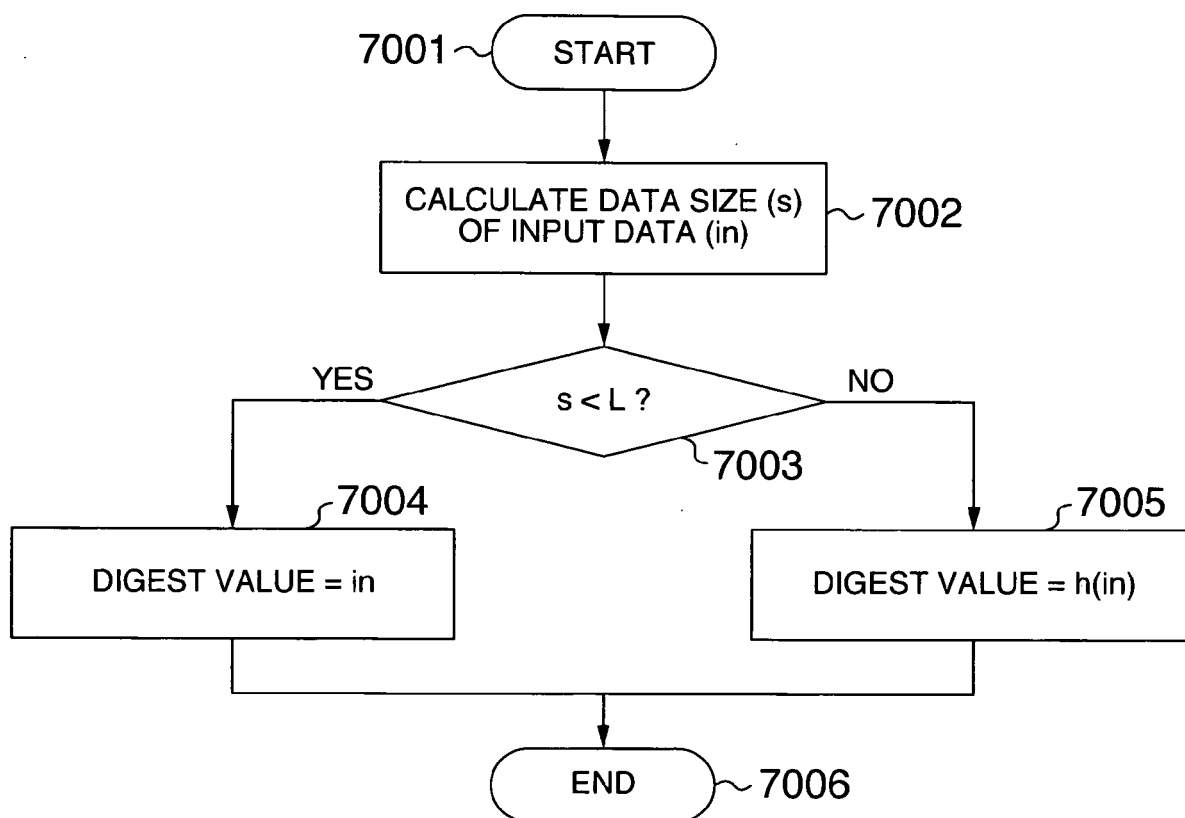 7001
START
CALCULATE DATA SIZE (s)
OF INPUT DATA (in)
7002
YES
s < L ?
NO
7003
7004
DIGEST VALUE = in
7005
DIGEST VALUE = h(in)
END
7006